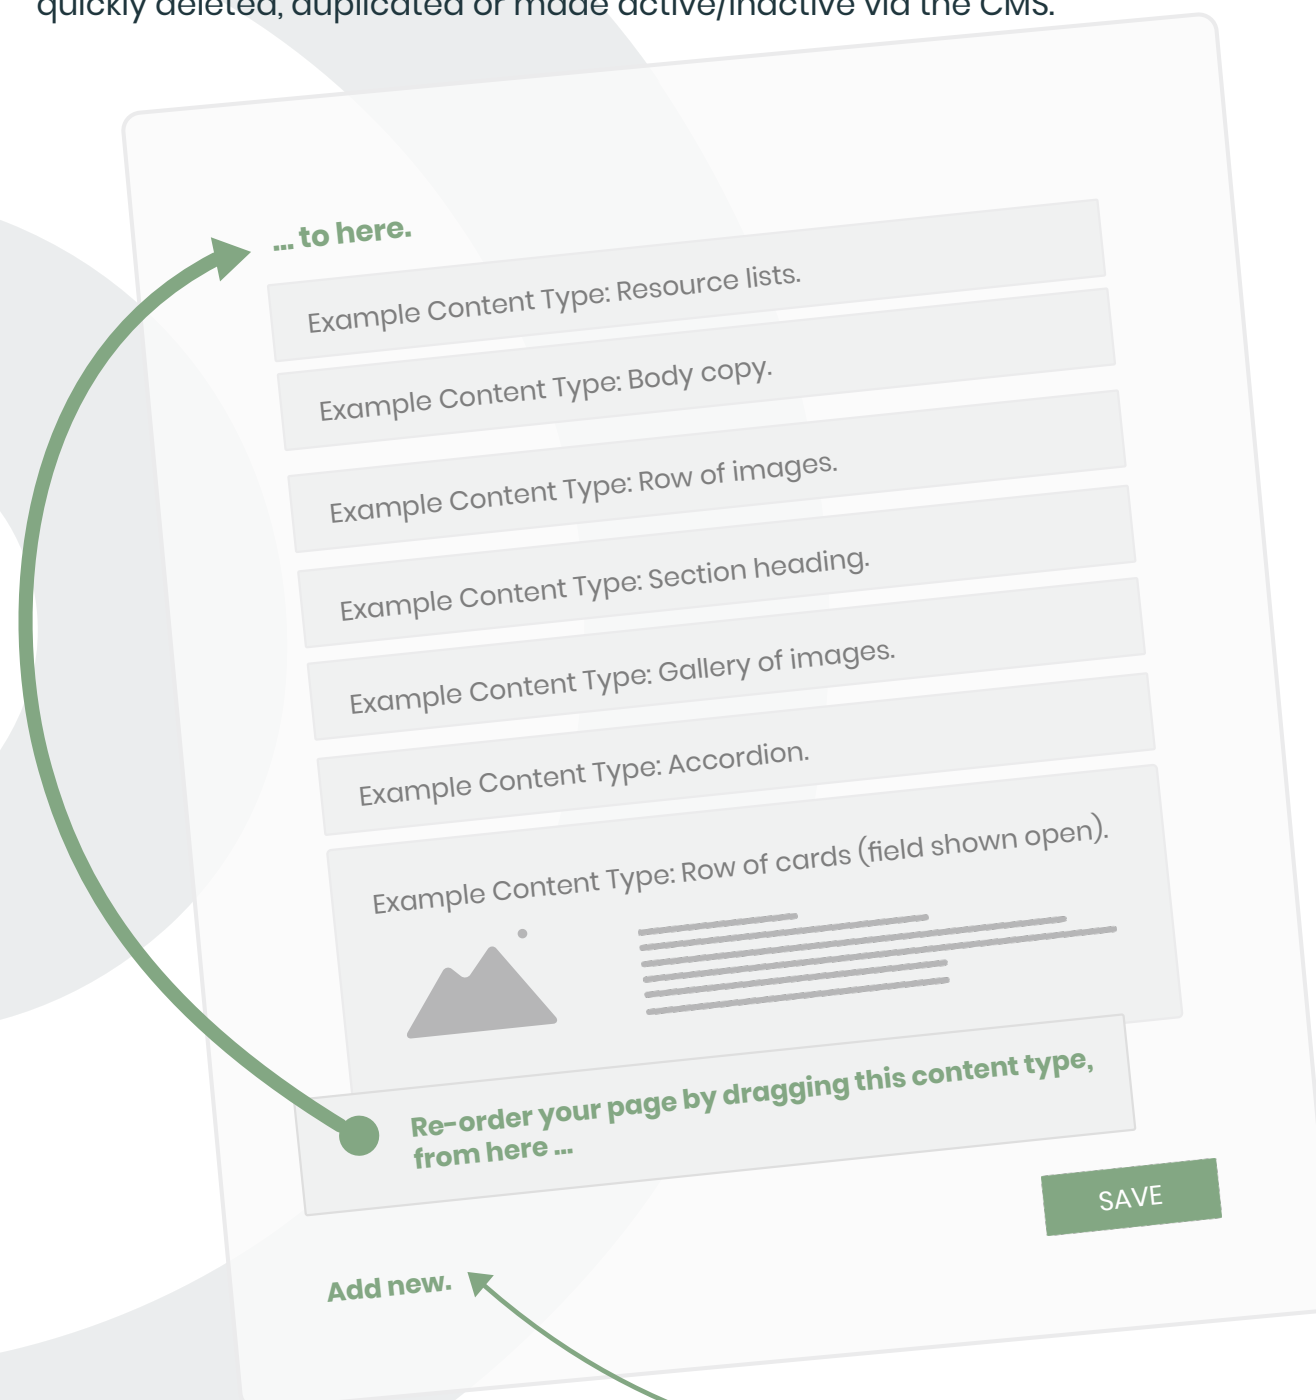 quickly deleted, duplicated or made active/inactive via the CMS.
... to here.
Example Content Type: Resource lists.
Example Content Type: Body copy.
Example Content Type: Row of images.
Example Content Type: Section heading.
Example Content Type: Gallery of images.
Example Content Type: Accordion.
Example Content Type: Row of cards (field shown open).
Re-order your page by dragging this content type,
from here ...
SAVE
Add new.